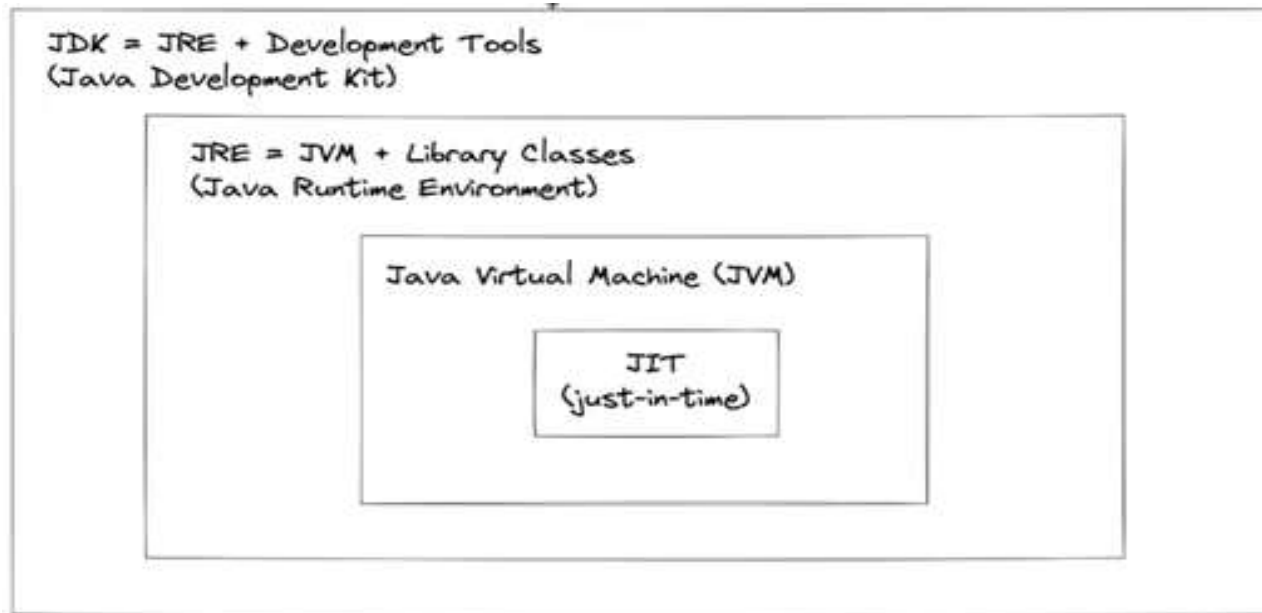 JDK = JRE + Development Tools
(Java Development Kit)
JRE = JVM + Library Classes
(Java Runtime Environment)
Java Virtual Machine (JVM)
JIT
(just-in-time)